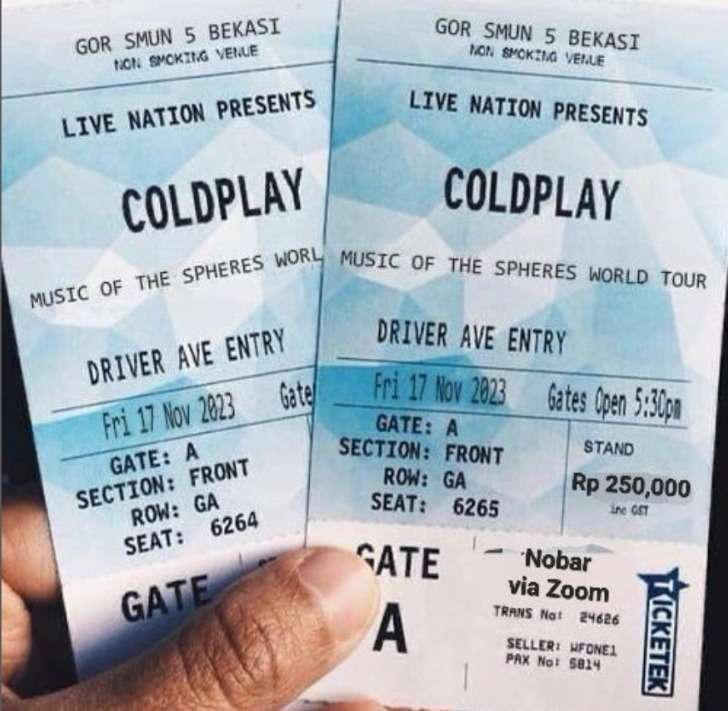 GOR SMUN 5 BEKASI
NON SMOKING VENUE
LIVE NATION PRESENTS
COLDPLAY
MUSIC OF THE SPHERES WORL
DRIVER AVE ENTRY
Fri 17 Nov 2023 Gate
GATE: A
SECTION: FRONT
ROW: GA
SEAT: 6264
GATE
GOR SMUN 5 BEKASI
NON SMOKING VENUE
LIVE NATION PRESENTS
COLDPLAY
MUSIC OF THE SPHERES WORLD TOUR
DRIVER AVE ENTRY
Fri 17 Nov 2023 Gates Open 5:30pm
GATE: A
SECTION: FRONT
ROW: GA
SEAT: 6265
STAND
Rp 250,000
inc GST
GATE
A
Nobar
via Zoom
TRANS No: 24626
SELLER: WFONE1
PAX No: 5814
TICKETEK